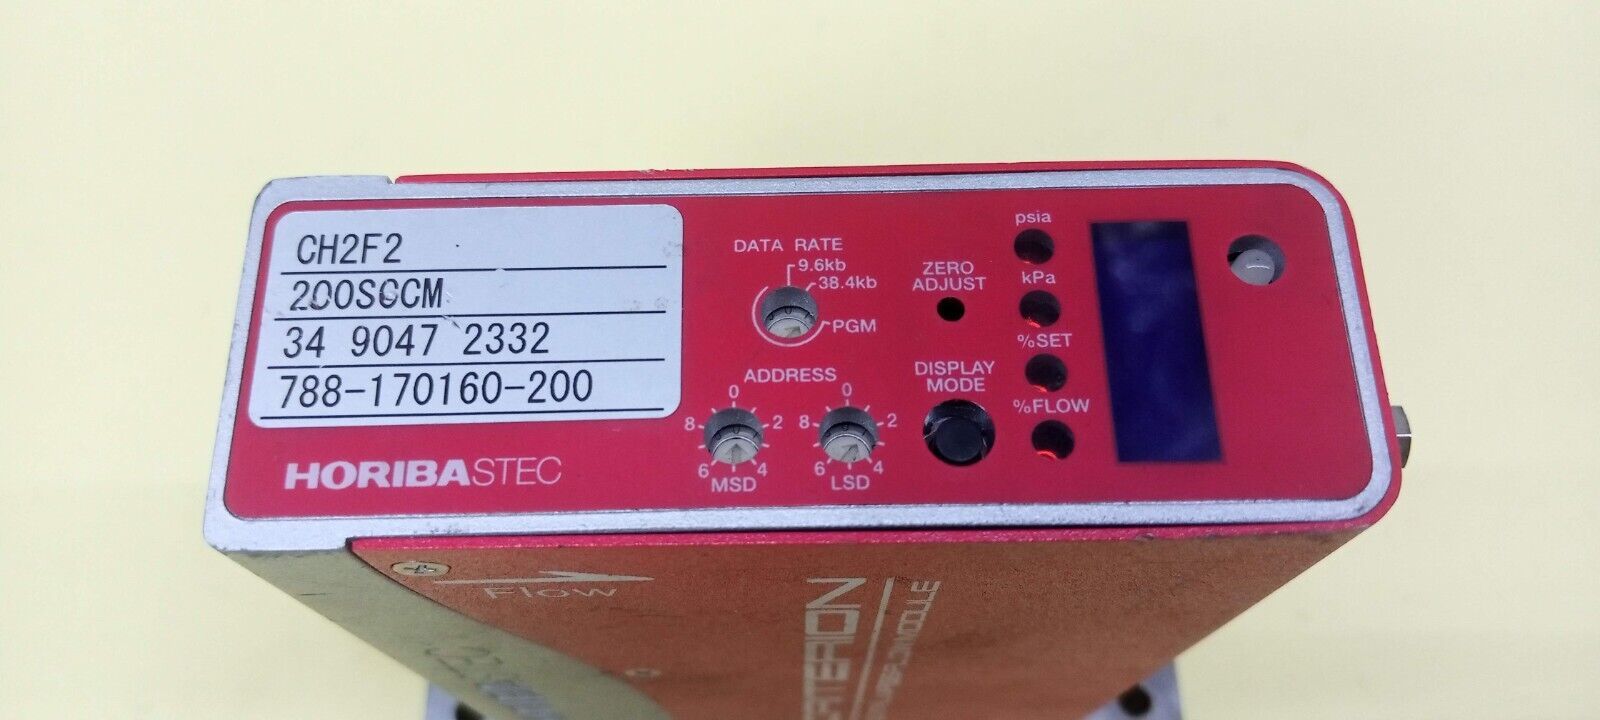 CH2F2
200SCCM
34 9047 2332
788-170160-200
HORIBASTEC
DATA RATE
9.6kb
38.4kb
PGM
ADDRESS
0
8 2
6 4
MSD
0
8 2
6 4
LSD
ZERO
ADJUST
DISPLAY
MODE
psia
kPa
%SET
%FLOW
Flow
MODULE